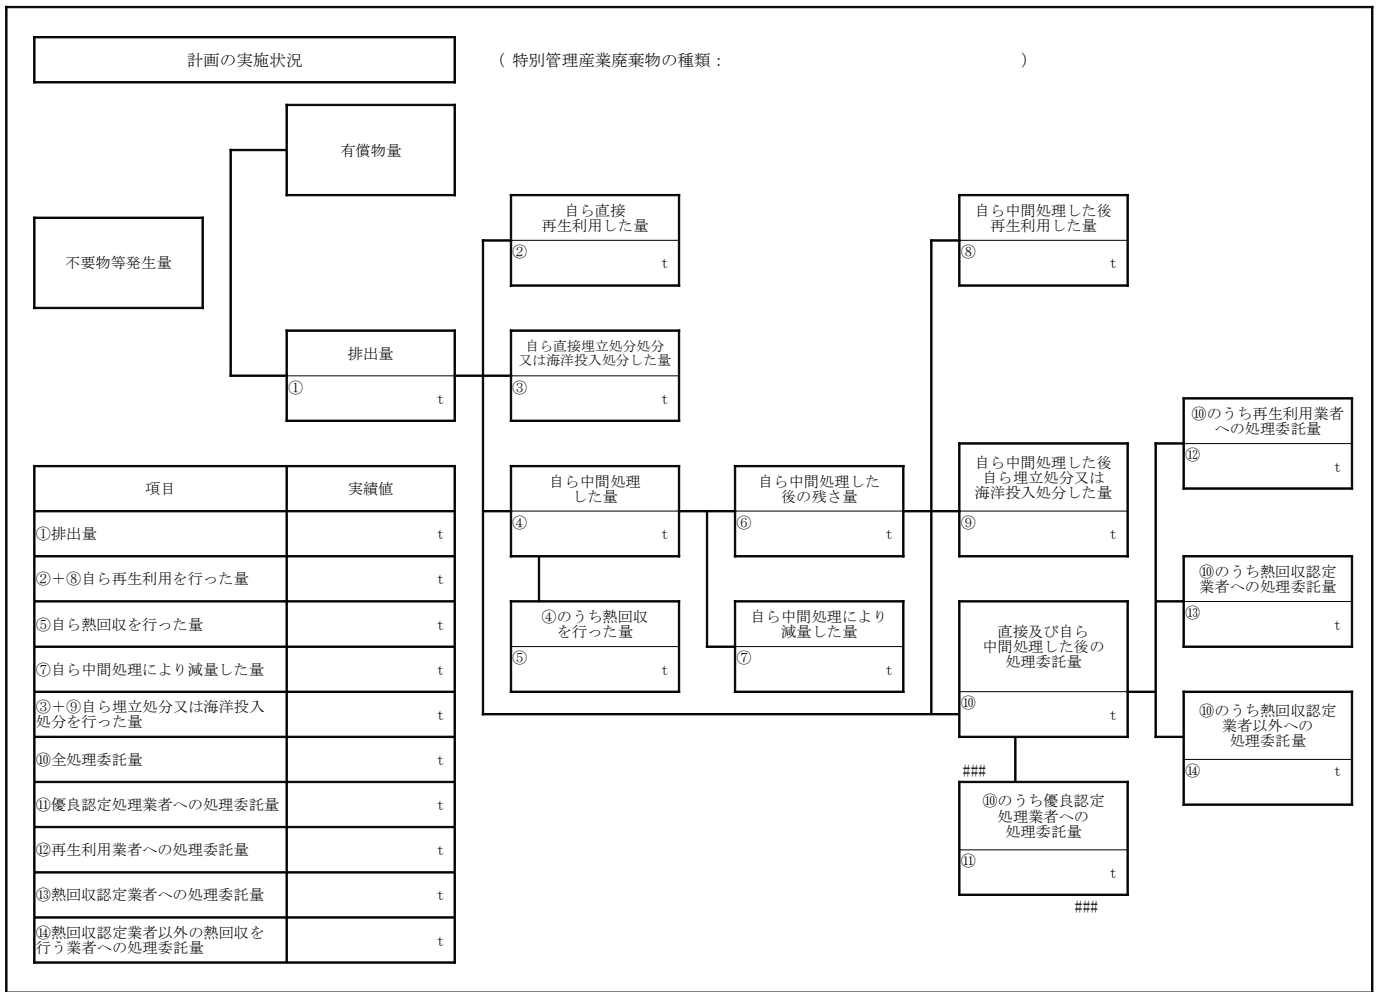 計画の実施状況
（ 特別管理産業廃棄物の種類： ）
有償物量
不要物等発生量
排出量
①
t
自ら直接
再生利用した量
②
t
自ら直接埋立処分処分
又は海洋投入処分した量
③
t
自ら中間処理
した量
④
t
④のうち熱回収
を行った量
⑤
t
自ら中間処理した
後の残さ量
⑥
t
自ら中間処理により
減量した量
⑦
t
自ら中間処理した後
再生利用した量
⑧
t
自ら中間処理した後
自ら埋立処分又は
海洋投入処分した量
⑨
t
直接及び自ら
中間処理した後の
処理委託量
⑩
t
###
⑩のうち優良認定
処理業者への
処理委託量
⑪
t
###
⑩のうち再生利用業者
への処理委託量
⑫
t
⑩のうち熱回収認定
業者への処理委託量
⑬
t
⑩のうち熱回収認定
業者以外への
処理委託量
⑭
t
項目 実績値
①排出量 t
②＋⑧自ら再生利用を行った量 t
⑤自ら熱回収を行った量 t
⑦自ら中間処理により減量した量 t
③＋⑨自ら埋立処分又は海洋投入
処分を行った量 t
⑩全処理委託量 t
⑪優良認定処理業者への処理委託量 t
⑫再生利用業者への処理委託量 t
⑬熱回収認定業者への処理委託量 t
⑭熱回収認定業者以外の熱回収を
行う業者への処理委託量 t